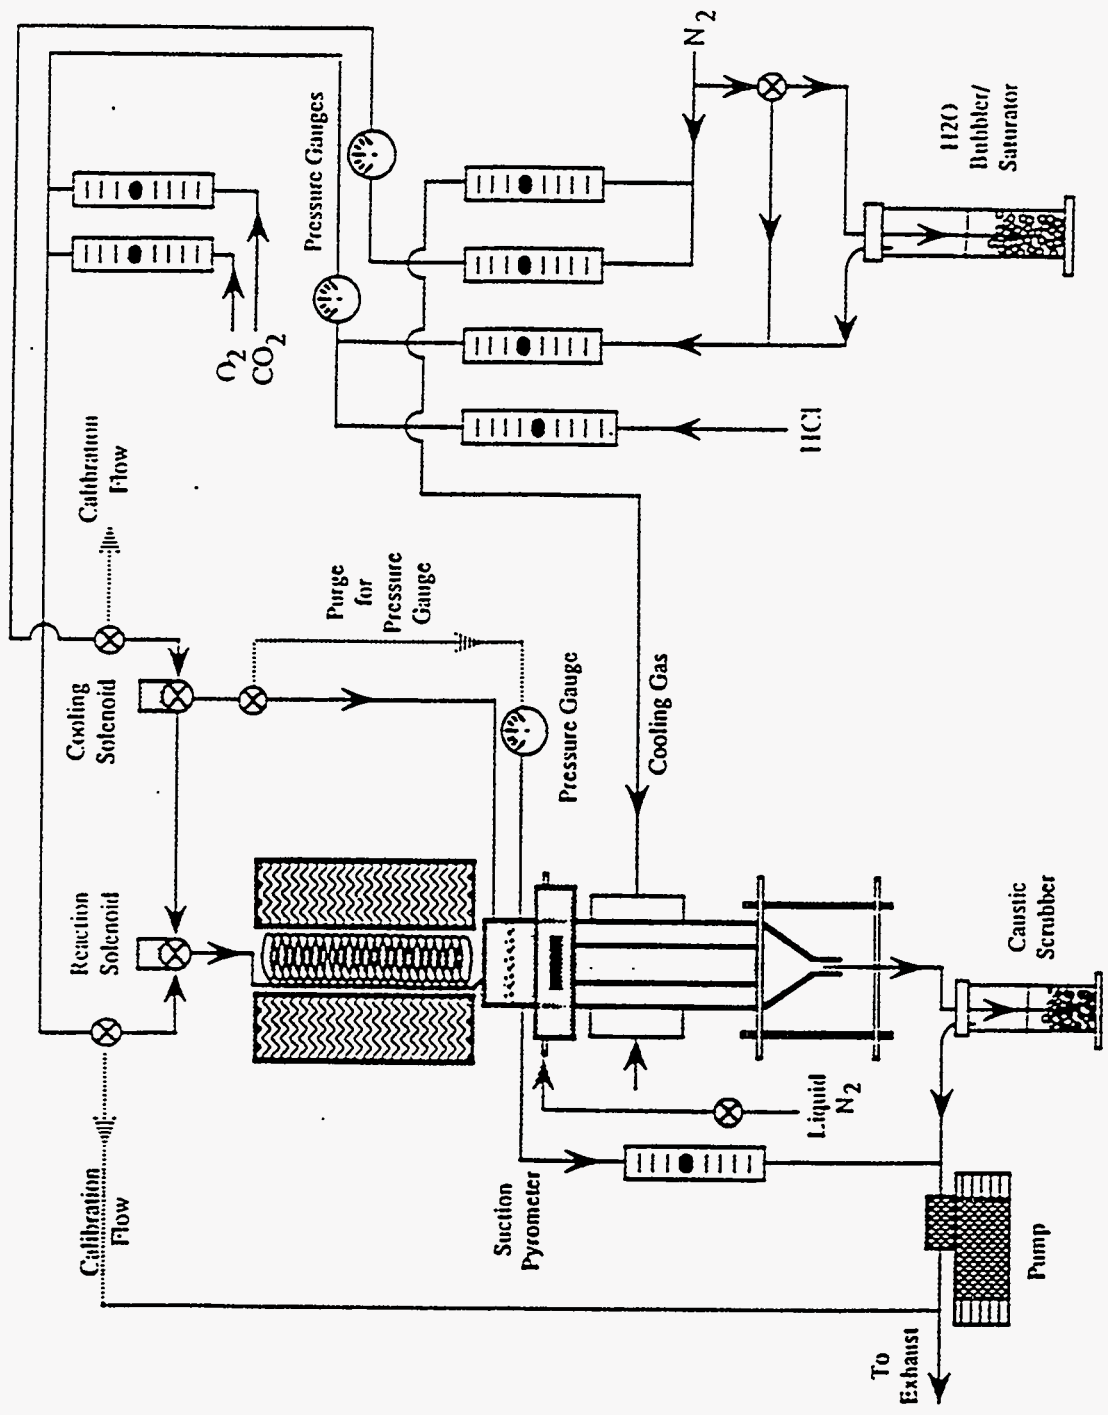 N2
Pressure Gauges
H2O
Bubbler/
Saturator
O2
CO2
HCl
Calibration
Flow
Purge
for
Pressure
Gauge
Cooling
Solenoid
Pressure Gauge
Cooling Gas
Reaction
Solenoid
Caustic
Scrubber
Liquid
N2
Calibration
Flow
Suction
Pyrometer
Pump
To
Exhaust